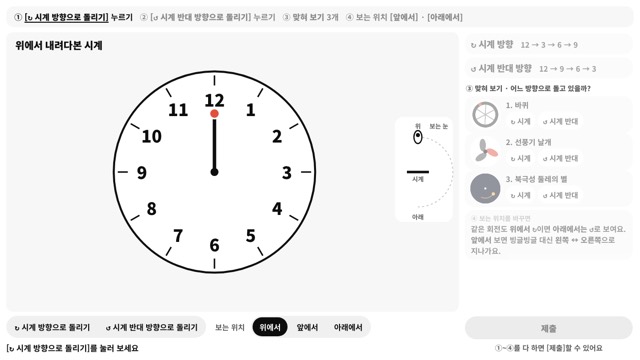 ① [↻ 시계 방향으로 돌리기] 누르기 ② [↺ 시계 반대 방향으로 돌리기] 누르기 ③ 맞혀 보기 3개 ④ 보는 위치 [앞에서] · [아래에서]
위에서 내려다본 시계
12
11 1
10 2
9 3
8 4
7 5
6
위 보는 눈
시계
아래
↻ 시계 방향 12 → 3 → 6 → 9
↺ 시계 반대 방향 12 → 9 → 6 → 3
③ 맞혀 보기 · 어느 방향으로 돌고 있을까?
1. 바퀴
↻ 시계 ↺ 시계 반대
2. 선풍기 날개
↻ 시계 ↺ 시계 반대
3. 북극성 둘레의 별
↻ 시계 ↺ 시계 반대
④ 보는 위치를 바꾸면
같은 회전도 위에서 ↻이면 아래에서는 ↺로 보여요.
앞에서 보면 빙글빙글 대신 왼쪽 ↔ 오른쪽으로
지나가요.
↻ 시계 방향으로 돌리기 ↺ 시계 반대 방향으로 돌리기 보는 위치 위에서 앞에서 아래에서
제출
[↻ 시계 방향으로 돌리기]를 눌러 보세요
①~④를 다 하면 [제출]할 수 있어요